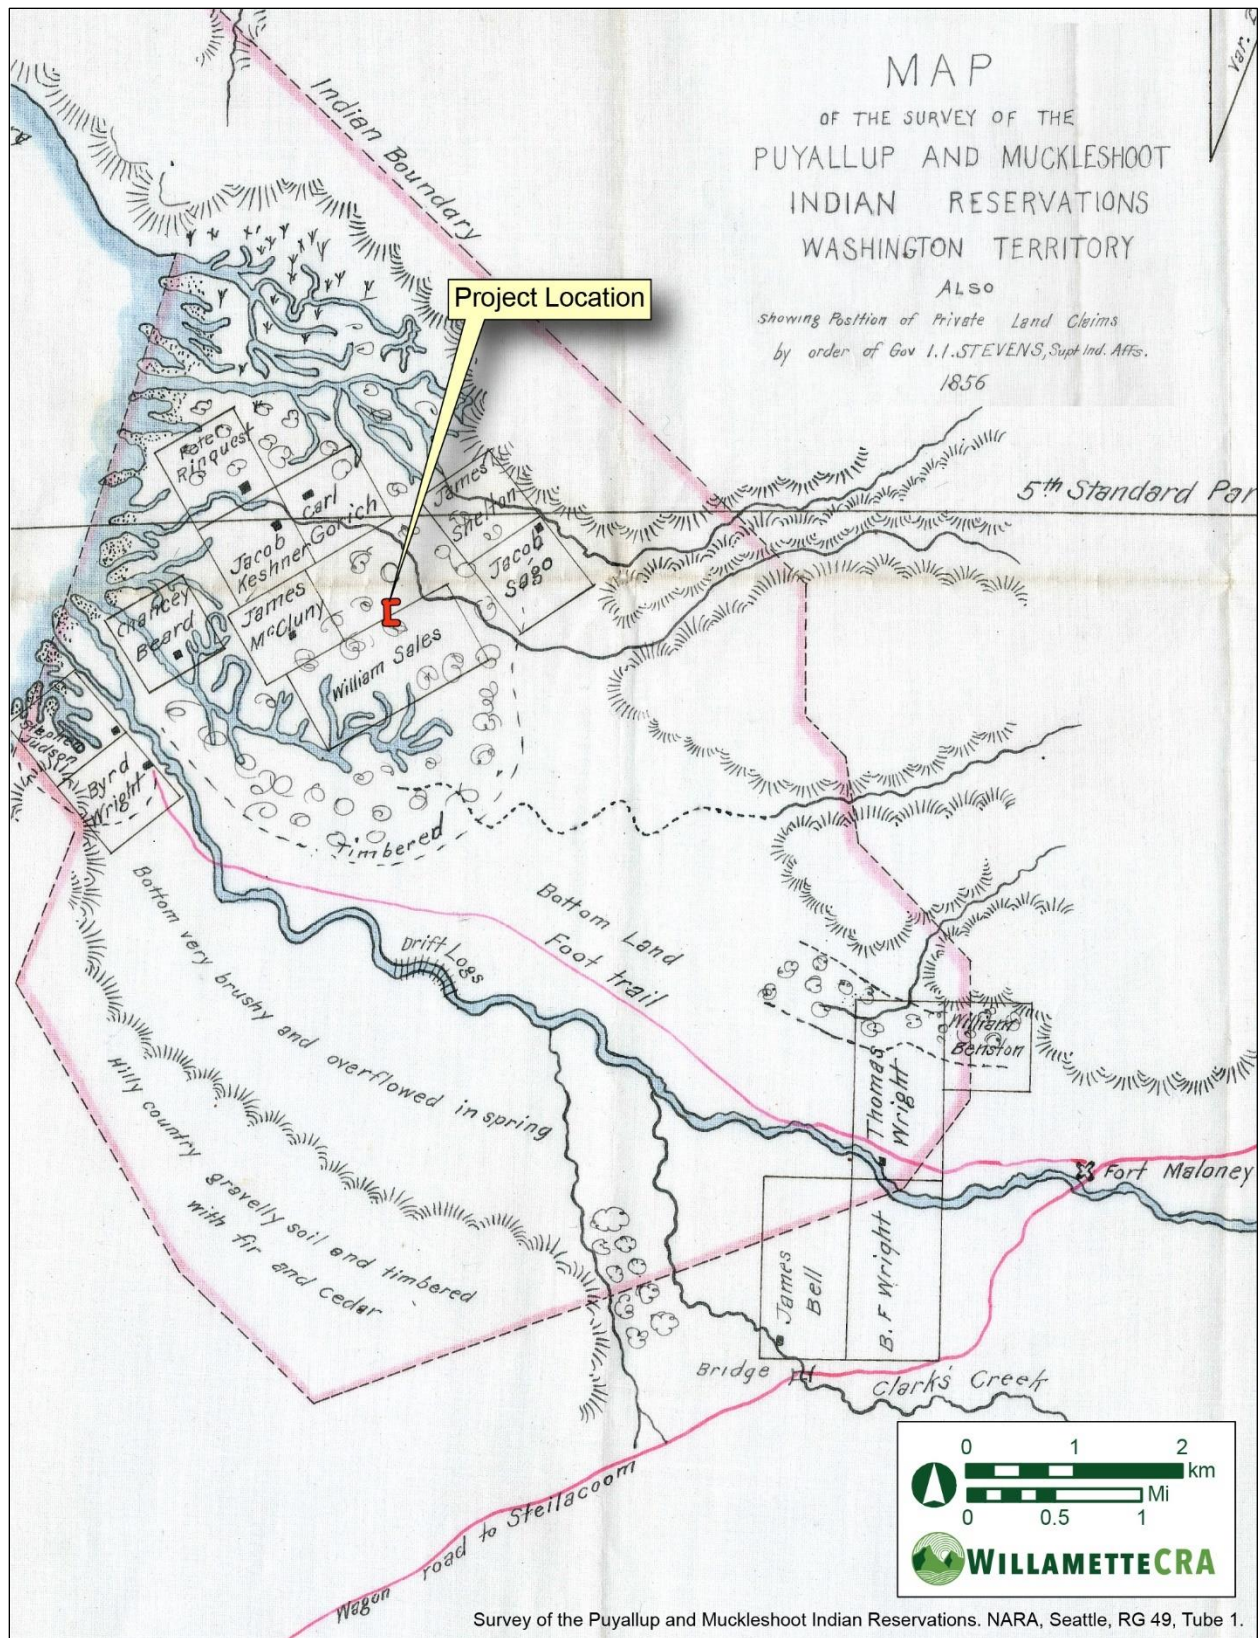 MAP
OF THE SURVEY OF THE
PUYALLUP AND MUCKLESHOOT
INDIAN RESERVATIONS
WASHINGTON TERRITORY
ALSO
showing Position of Private Land Claims
by order of Gov I.I. STEVENS, Supt Ind. Affs.
1856
Var.
Indian Boundary
Project Location
5th Standard Par
Pete
Rinquest
Carl
Gorich
James
Shelton
Jacob
Keshner
Jacob
Sago
James
McCluny
Chancey
Beard
William Sales
Stephen
Judson
Byrd
Wright
Timbered
Bottom Land
Foot trail
Drift Logs
Bottom very brushy and overflowed in spring
Hilly country gravelly soil and timbered
with fir and cedar
William
Benston
Thomas
Wright
Fort Maloney
James
Bell
B.F Wright
Bridge
Clark's Creek
Wagon road to Steilacoom
0 1 2
km
Mi
0 0.5 1
WILLAMETTECRA
Survey of the Puyallup and Muckleshoot Indian Reservations. NARA, Seattle, RG 49, Tube 1.